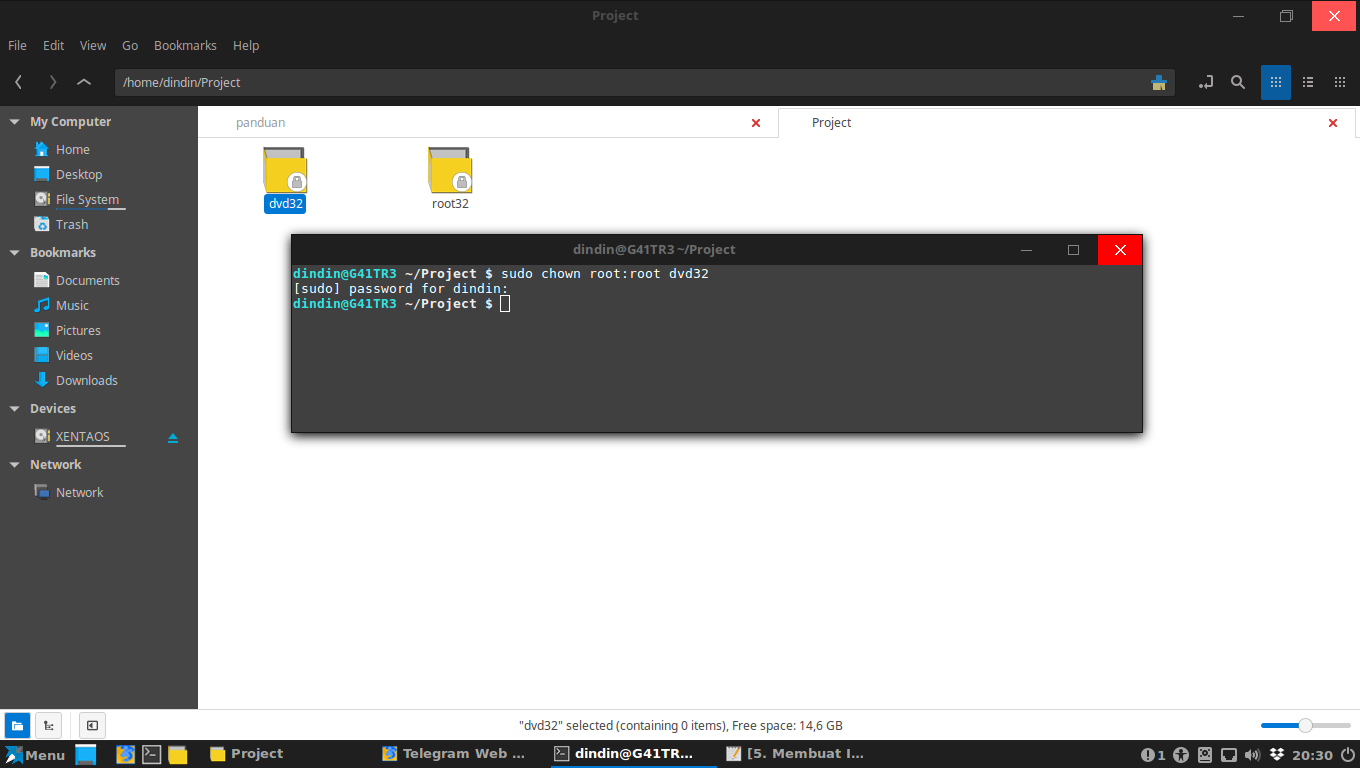 Project
File Edit View Go Bookmarks Help
/home/dindin/Project
My Computer
Home
Desktop
File System
Trash
Bookmarks
Documents
Music
Pictures
Videos
Downloads
Devices
XENTAOS
Network
Network
panduan
Project
dvd32
root32
dindin@G41TR3 ~/Project
dindin@G41TR3 ~/Project $ sudo chown root:root dvd32
[sudo] password for dindin:
dindin@G41TR3 ~/Project $
"dvd32" selected (containing 0 items), Free space: 14,6 GB
Menu
Project
Telegram Web ...
dindin@G41TR...
[5. Membuat I...
1
20:30